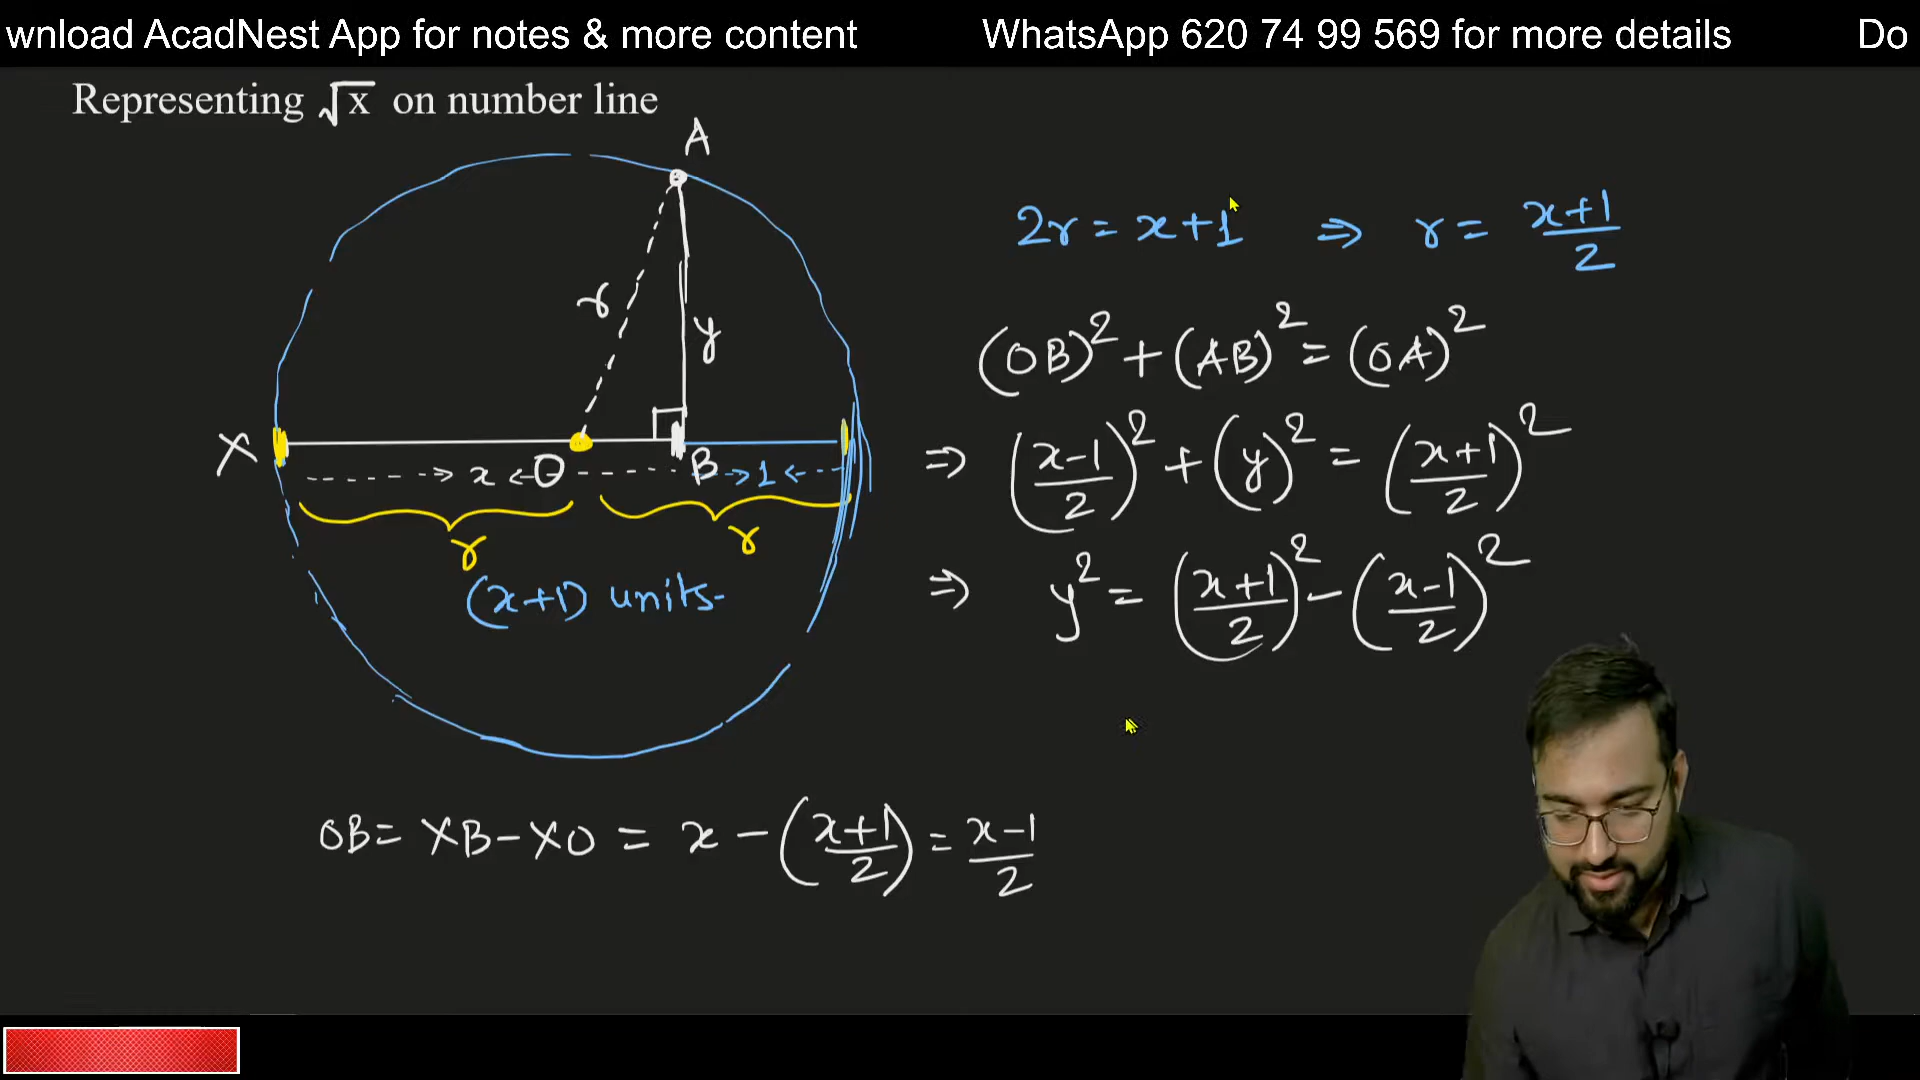 wnload AcadNest App for notes & more content WhatsApp 620 74 99 569 for more details Do
Representing √x on number line
A
2r = x+1 ⇒ r = (x+1)/2
r
y
(OB)² + (AB)² = (OA)²
X
x O B 1
⇒ ((x-1)/2)² + (y)² = ((x+1)/2)²
r r
(x+1) units.
⇒ y² = ((x+1)/2)² - ((x-1)/2)²
OB = XB - XO = x - ((x+1)/2) = (x-1)/2